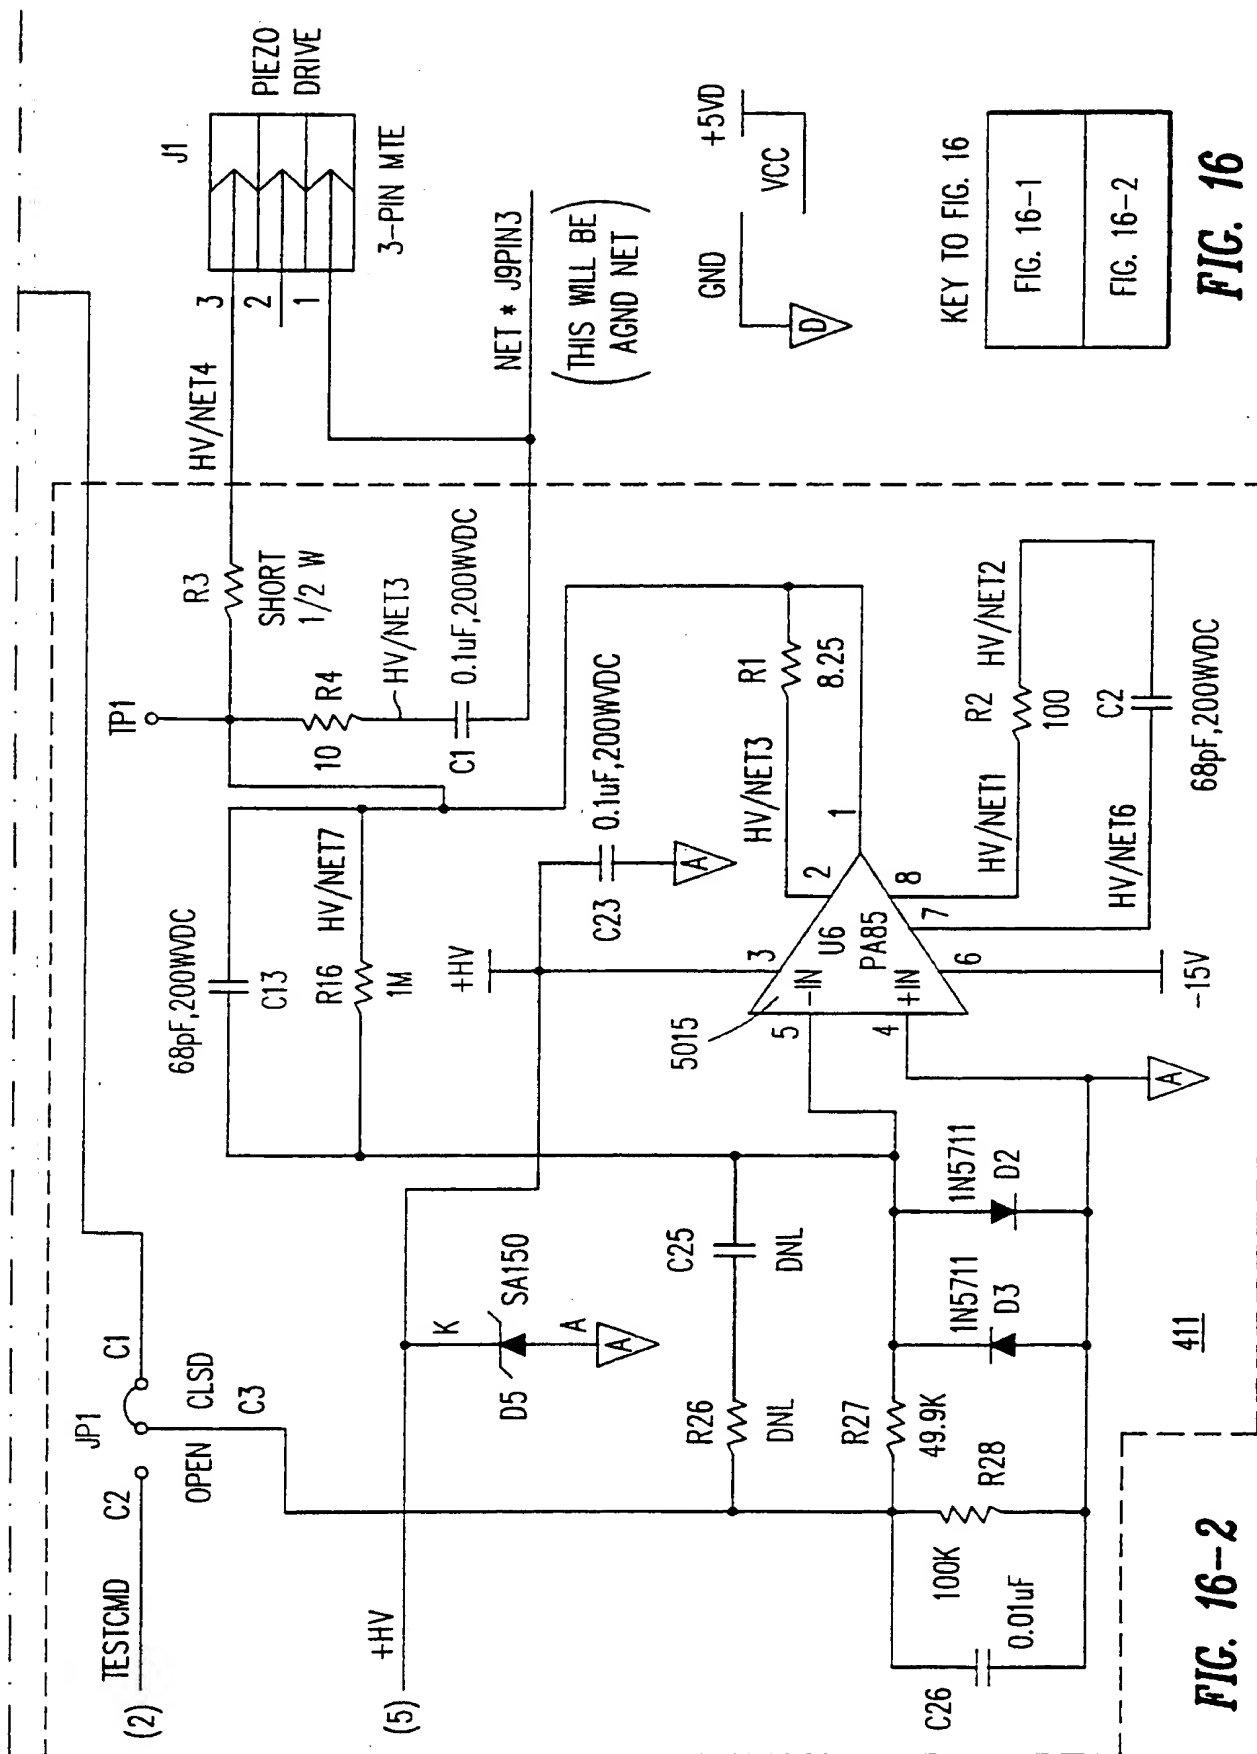 (2)
TESTCMD
C2
JP1
C1
OPEN
CLSD
C3
TP1
J1
PIEZO
DRIVE
3-PIN MTE
3
2
1
HV/NET4
R3
SHORT
1/2 W
R4
10
HV/NET3
C1
0.1uF,200WVDC
NET * J9PIN3
(THIS WILL BE
AGND NET)
68pF,200WVDC
C13
R16
1M
HV/NET7
(5)
+HV
K
SA150
D5
A
A
+HV
C23
0.1uF,200WVDC
A
R26
DNL
C25
DNL
5015
3
U6
PA85
-IN
+IN
5
4
2
1
8
7
6
HV/NET3
R1
8.25
HV/NET1
R2
100
HV/NET2
HV/NET6
C2
68pF,200WVDC
-15V
A
R27
49.9K
1N5711
D3
1N5711
D2
R28
100K
C26
0.01uF
411
GND
D
+5VD
VCC
KEY TO FIG. 16
FIG. 16-1
FIG. 16-2
FIG. 16-2
FIG. 16